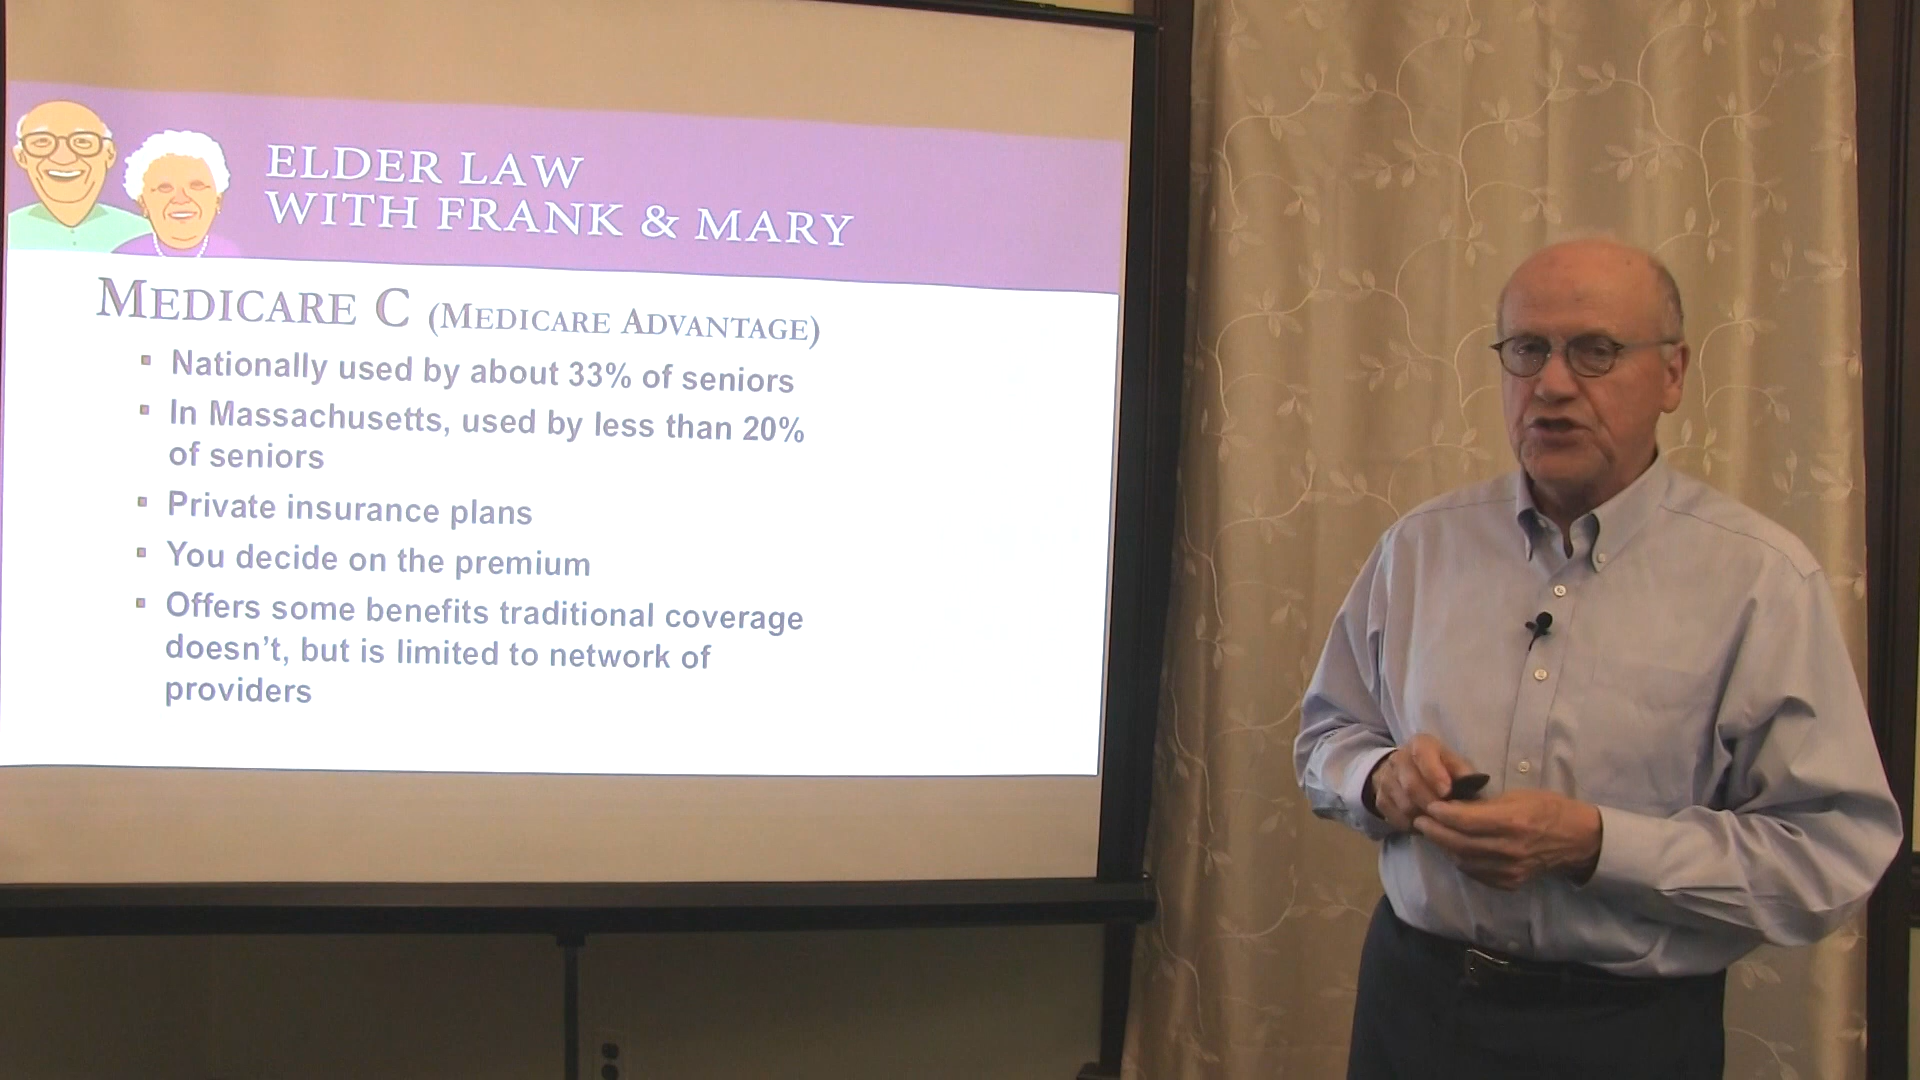 ELDER LAW
WITH FRANK & MARY
MEDICARE C (MEDICARE ADVANTAGE)
▪ Nationally used by about 33% of seniors
▪ In Massachusetts, used by less than 20%
of seniors
▪ Private insurance plans
▪ You decide on the premium
▪ Offers some benefits traditional coverage
doesn't, but is limited to network of
providers